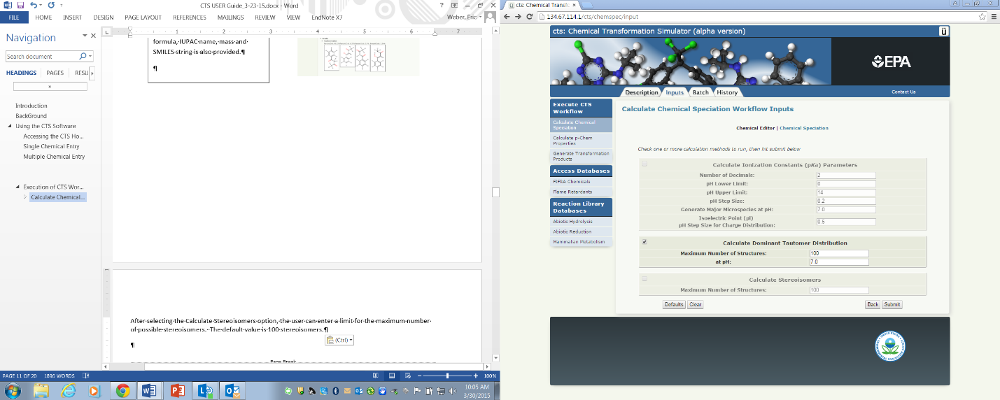 CTS USER Guide_3-23-15.docx - Word
FILE HOME INSERT DESIGN PAGE LAYOUT REFERENCES MAILINGS REVIEW VIEW EndNote X7 Weber, Eric
Navigation
Search document
HEADINGS PAGES RESU
Introduction
BackGround
Using the CTS Software
Accessing the CTS Ho...
Single Chemical Entry
Multiple Chemical Entry
Execution of CTS Wor...
Calculate Chemical...
1 2 3 4 5 6 7
formula, IUPAC name, mass and
SMILES string is also provided.¶
¶
After selecting the Calculate Stereoisomers option, the user can enter a limit for the maximum number
of possible stereoisomers. The default value is 100 stereoisomers.¶
(Ctrl)
¶
Page Break
PAGE 11 OF 20 1896 WORDS 100%
10:05 AM
3/30/2015
cts: Chemical Transfo
134.67.114.1/cts/chemspec/input
cts: Chemical Transformation Simulator (alpha version)
ü
EPA
Description Inputs Batch History
Contact Us
Execute CTS
Workflow
Calculate Chemical
Speciation
Calculate p-Chem
Properties
Generate Transformation
Products
Access Databases
FIFRA Chemicals
Flame Retardants
Reaction Library
Databases
Abiotic Hydrolysis
Abiotic Reduction
Mammalian Metabolism
Calculate Chemical Speciation Workflow Inputs
Chemical Editor | Chemical Speciation
Check one or more calculation methods to run, then hit submit below
Calculate Ionization Constants (pKa) Parameters
Number of Decimals: 2
pH Lower Limit: 0
pH Upper Limit: 14
pH Step Size: 0.2
Generate Major Microspecies at pH: 7.0
Isoelectric Point (pI)
pH Step Size for Charge Distribution: 0.5
Calculate Dominant Tautomer Distribution
Maximum Number of Structures: 100
at pH: 7.0
Calculate Stereoisomers
Maximum Number of Structures: 100
Defaults Clear Back Submit